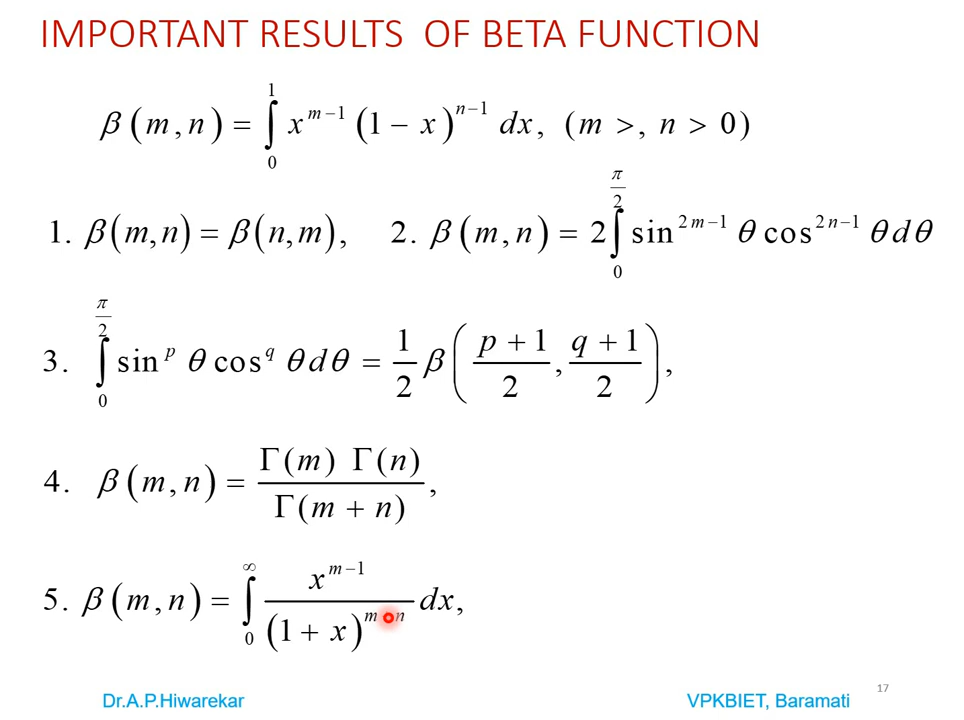 IMPORTANT RESULTS OF BETA FUNCTION
β(m,n) = ∫₀¹ x^{m−1} (1 − x)^{n−1} dx, (m >, n > 0)
1. β(m,n) = β(n,m), 2. β(m,n) = 2∫₀^{π/2} sin^{2m−1} θ cos^{2n−1} θ dθ
3. ∫₀^{π/2} sin^p θ cos^q θ dθ = 1/2 β((p+1)/2, (q+1)/2),
4. β(m,n) = Γ(m) Γ(n) / Γ(m + n),
5. β(m,n) = ∫₀^∞ x^{m−1} / (1 + x)^{m n} dx,
Dr.A.P.Hiwarekar VPKBIET, Baramati 17